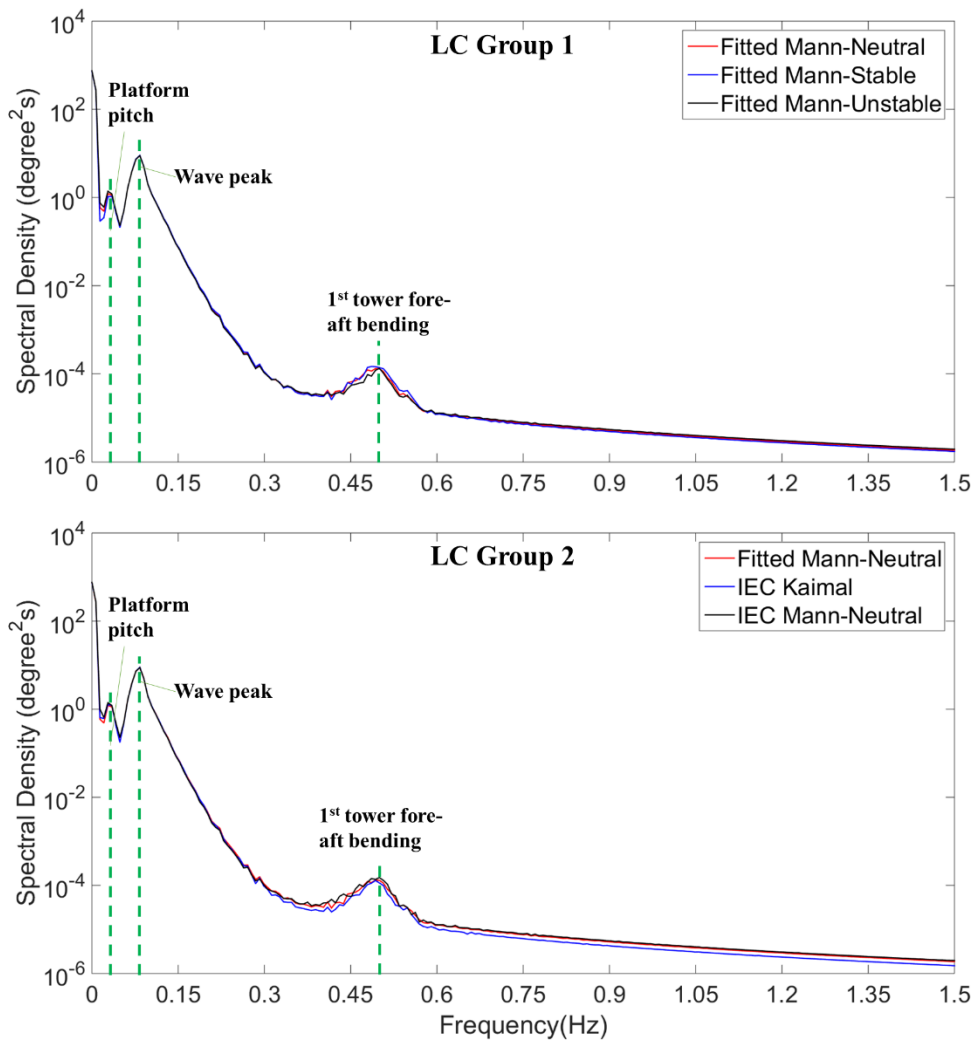 LC Group 1
Fitted Mann-Neutral
Fitted Mann-Stable
Fitted Mann-Unstable
Platform
pitch
Wave peak
1st tower fore-
aft bending
Spectral Density (degree2s)
10^4
10^2
10^0
10^-2
10^-4
10^-6
0 0.15 0.3 0.45 0.6 0.75 0.9 1.05 1.2 1.35 1.5
LC Group 2
Fitted Mann-Neutral
IEC Kaimal
IEC Mann-Neutral
Platform
pitch
Wave peak
1st tower fore-
aft bending
Spectral Density (degree2s)
10^4
10^2
10^0
10^-2
10^-4
10^-6
0 0.15 0.3 0.45 0.6 0.75 0.9 1.05 1.2 1.35 1.5
Frequency(Hz)